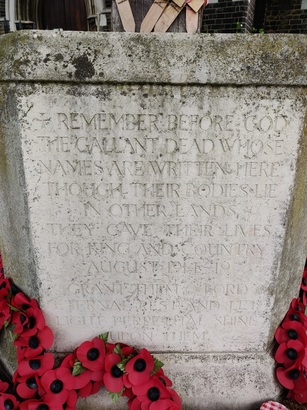 + REMEMBER BEFORE GOD
THE GALLANT DEAD WHOSE
NAMES ARE WRITTEN HERE
THOUGH THEIR BODIES LIE
IN OTHER LANDS
THEY GAVE THEIR LIVES
FOR KING AND COUNTRY
AUGUST 1914-19
GRANT THEM LORD
ETERNAL REST AND LET
LIGHT PERPETUAL SHINE
UPON THEM